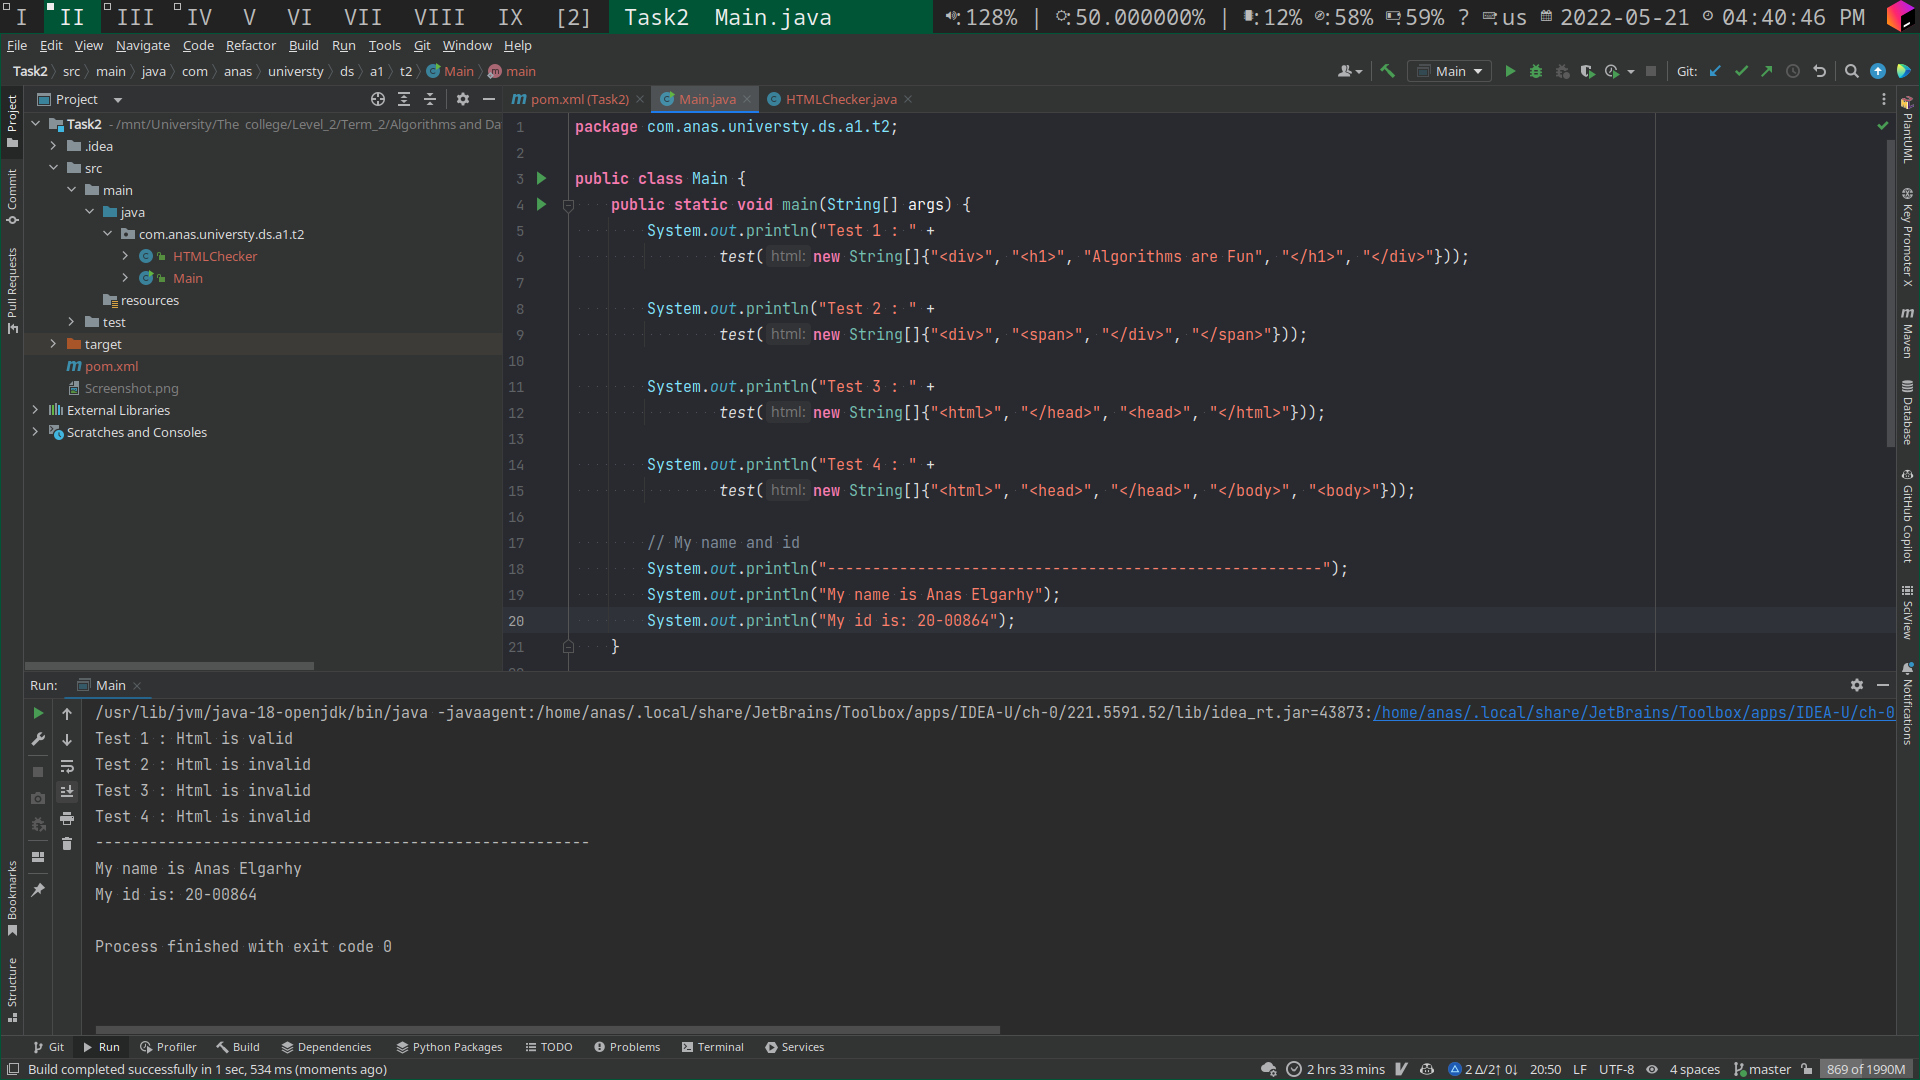 I II III IV V VI VII VIII IX [2] Task2 Main.java :128% | :50.000000% | :12% :58% 59% ? :us 2022-05-21 04:40:46 PM
File Edit View Navigate Code Refactor Build Run Tools Git Window Help
Task2 src main java com anas universty ds a1 t2 Main main
Main Git:
Project
pom.xml (Task2) Main.java HTMLChecker.java
Task2 - /mnt/University/The college/Level_2/Term_2/Algorithms and Da
.idea
src
main
java
com.anas.universty.ds.a1.t2
HTMLChecker
Main
resources
test
target
pom.xml
Screenshot.png
External Libraries
Scratches and Consoles
1 package com.anas.universty.ds.a1.t2;
2
3 public class Main {
4 public static void main(String[] args) {
5 System.out.println("Test 1 : " +
6 test( html: new String[]{"<div>", "<h1>", "Algorithms are Fun", "</h1>", "</div>"}));
7
8 System.out.println("Test 2 : " +
9 test( html: new String[]{"<div>", "<span>", "</div>", "</span>"}));
10
11 System.out.println("Test 3 : " +
12 test( html: new String[]{"<html>", "</head>", "<head>", "</html>"}));
13
14 System.out.println("Test 4 : " +
15 test( html: new String[]{"<html>", "<head>", "</head>", "</body>", "<body>"}));
16
17 // My name and id
18 System.out.println("-------------------------------------------------------");
19 System.out.println("My name is Anas Elgarhy");
20 System.out.println("My id is: 20-00864");
21 }
Project
Commit
Pull Requests
Bookmarks
Structure
PlantUML
Key Promoter X
Maven
Database
GitHub Copilot
SciView
Notifications
Run: Main
/usr/lib/jvm/java-18-openjdk/bin/java -javaagent:/home/anas/.local/share/JetBrains/Toolbox/apps/IDEA-U/ch-0/221.5591.52/lib/idea_rt.jar=43873:/home/anas/.local/share/JetBrains/Toolbox/apps/IDEA-U/ch-0
Test 1 : Html is valid
Test 2 : Html is invalid
Test 3 : Html is invalid
Test 4 : Html is invalid
-------------------------------------------------------
My name is Anas Elgarhy
My id is: 20-00864
Process finished with exit code 0
Git Run Profiler Build Dependencies Python Packages TODO Problems Terminal Services
Build completed successfully in 1 sec, 534 ms (moments ago) 2 hrs 33 mins 2 Δ/2↑ 0↓ 20:50 LF UTF-8 4 spaces master 869 of 1990M